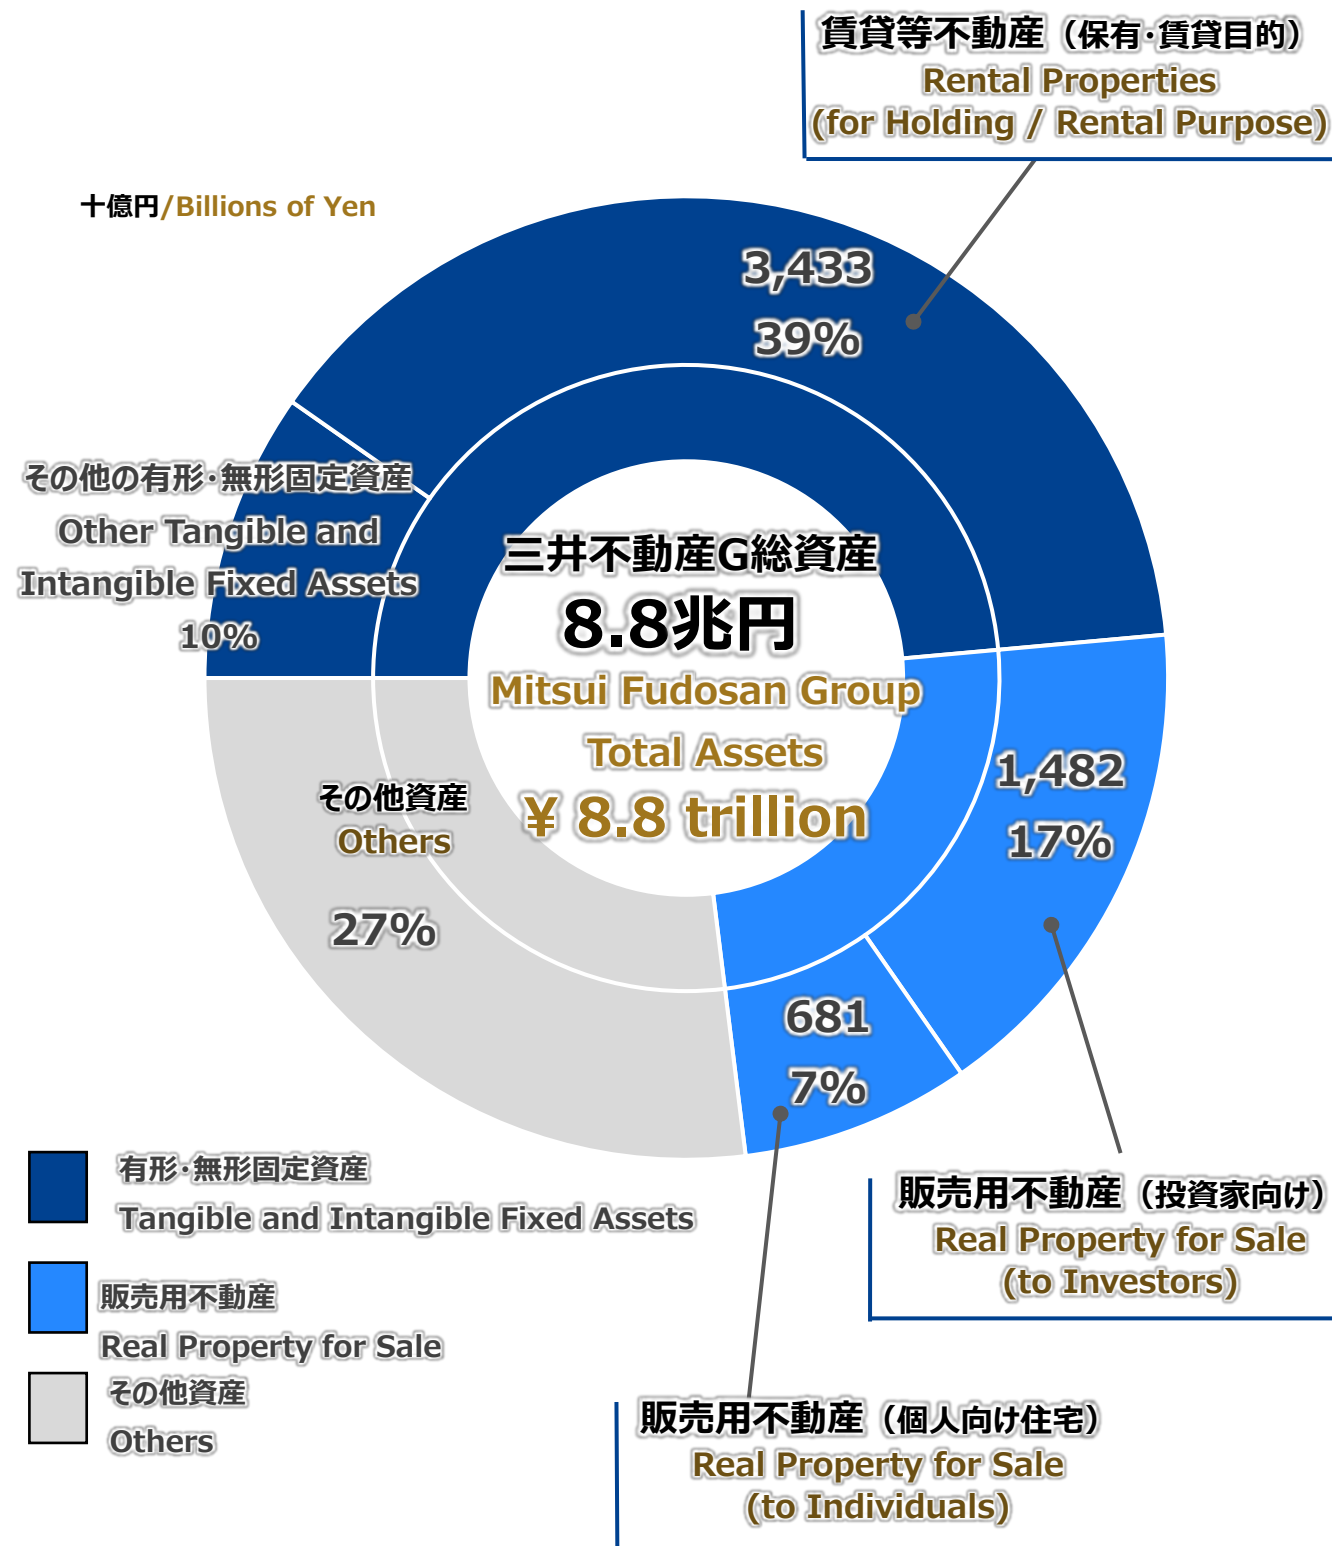 賃貸等不動産（保有・賃貸目的）
Rental Properties
(for Holding / Rental Purpose)
十億円/Billions of Yen
3,433
39%
その他の有形・無形固定資産
Other Tangible and
Intangible Fixed Assets
10%
三井不動産G総資産
8.8兆円
Mitsui Fudosan Group
Total Assets
¥ 8.8 trillion
1,482
17%
その他資産
Others
27%
681
7%
有形・無形固定資産
Tangible and Intangible Fixed Assets
販売用不動産
Real Property for Sale
その他資産
Others
販売用不動産（投資家向け）
Real Property for Sale
(to Investors)
販売用不動産（個人向け住宅）
Real Property for Sale
(to Individuals)